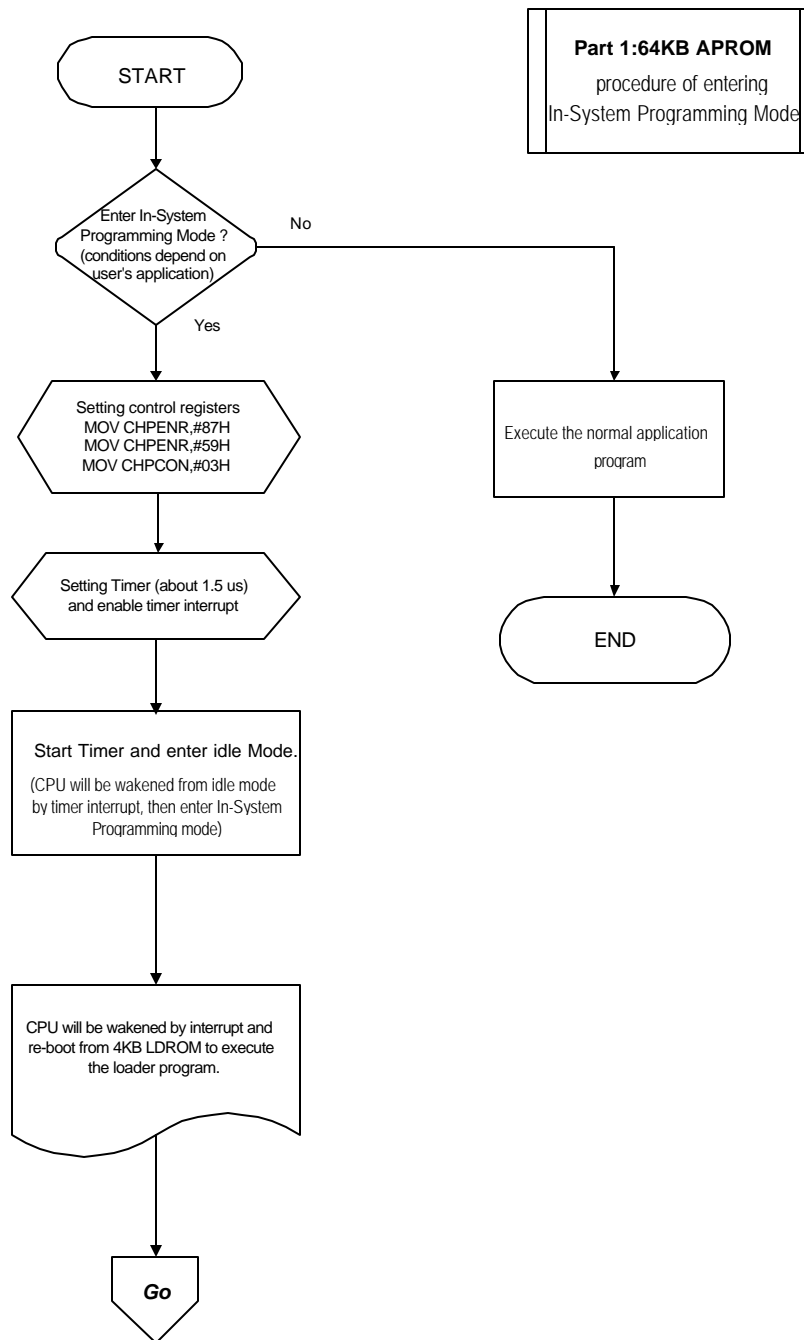 Part 1:64KB APROM
procedure of entering
In-System Programming Mode
START
Enter In-System
Programming Mode ?
(conditions depend on
user's application)
No
Yes
Setting control registers
MOV CHPENR,#87H
MOV CHPENR,#59H
MOV CHPCON,#03H
Execute the normal application
program
Setting Timer (about 1.5 us)
and enable timer interrupt
END
Start Timer and enter idle Mode.
(CPU will be wakened from idle mode
by timer interrupt, then enter In-System
Programming mode)
CPU will be wakened by interrupt and
re-boot from 4KB LDROM to execute
the loader program.
Go